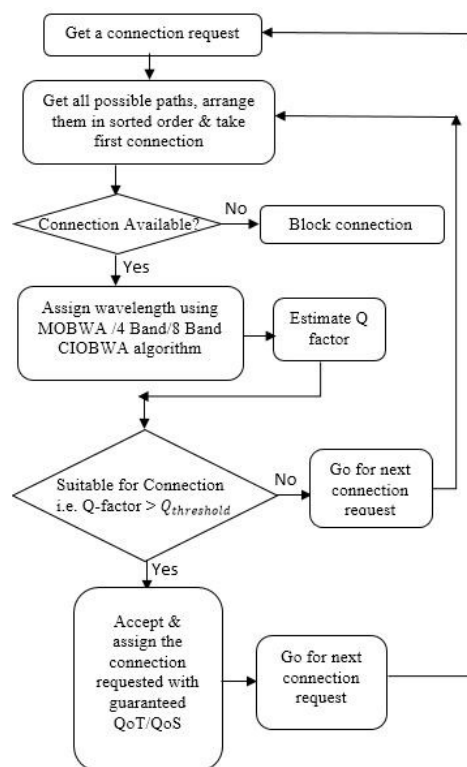 Get a connection request
Get all possible paths, arrange
them in sorted order & take
first connection
Connection Available?
No
Block connection
Yes
Assign wavelength using
MOBWA /4 Band/8 Band
CIOBWA algorithm
Estimate Q
factor
Suitable for Connection
i.e. Q-factor > Q_threshold
No
Go for next
connection
request
Yes
Accept &
assign the
connection
requested with
guaranteed
QoT/QoS
Go for next
connection
request